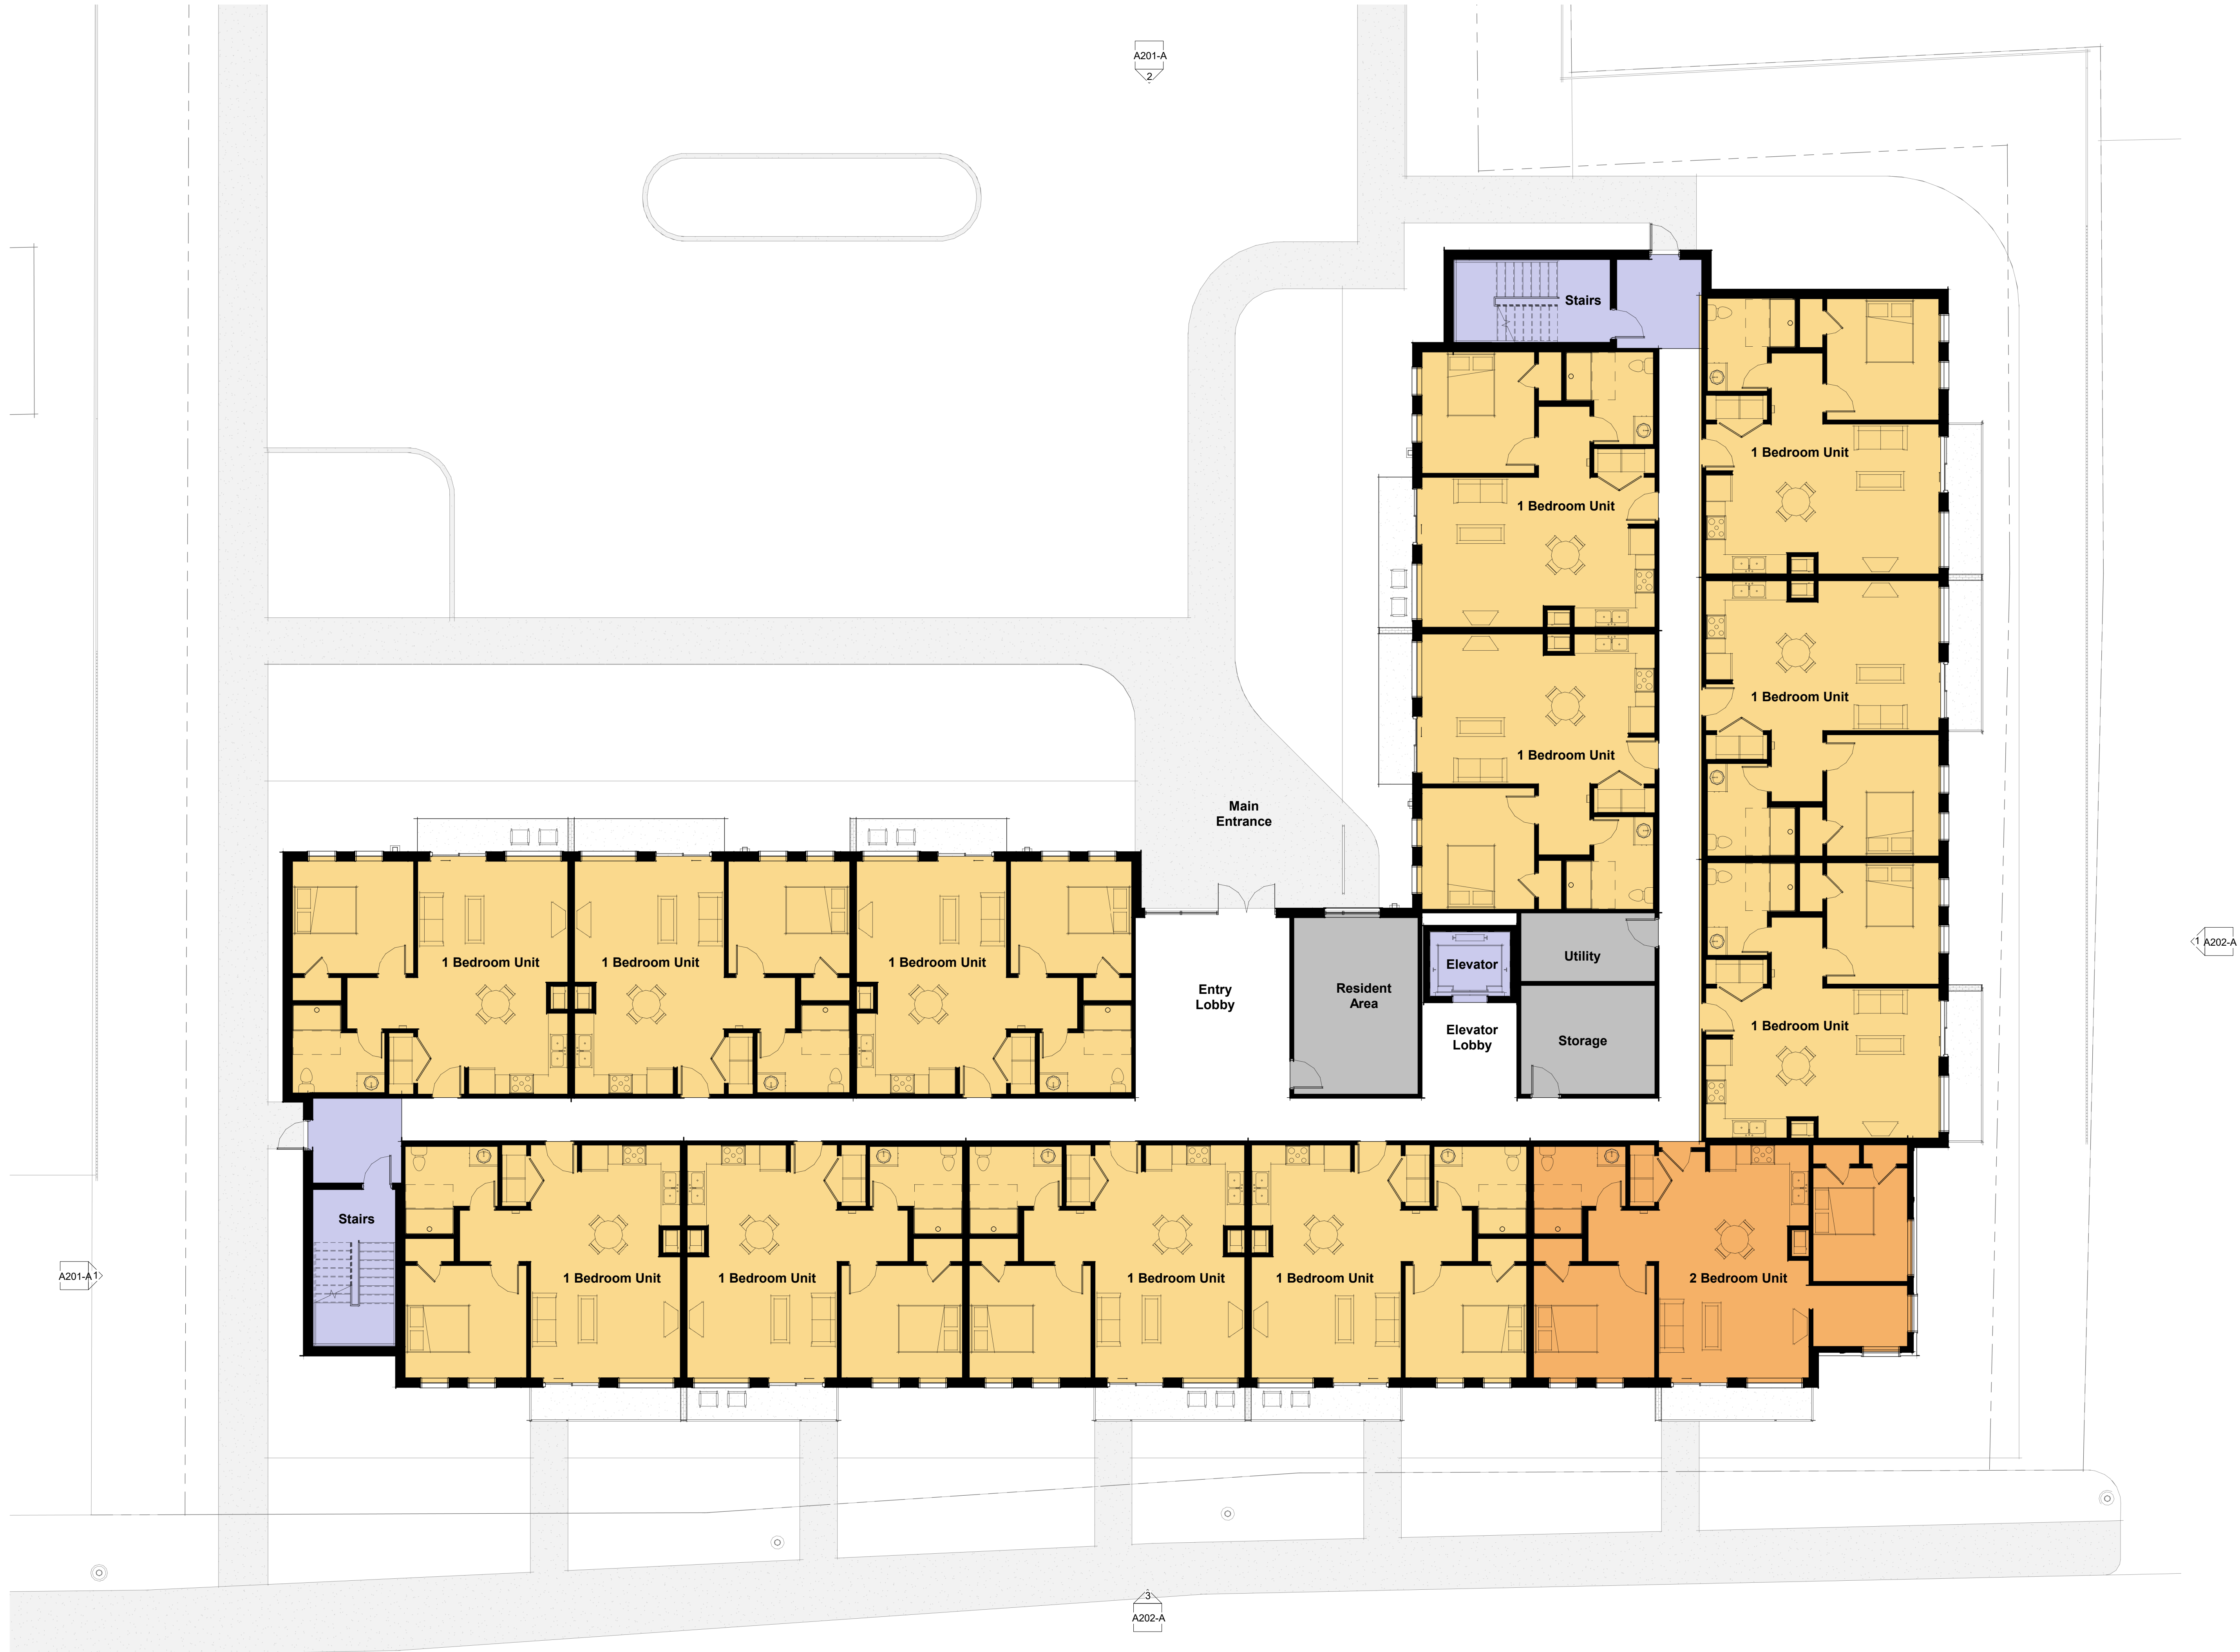 A201-A
2
Stairs
1 Bedroom Unit
1 Bedroom Unit
1 Bedroom Unit
1 Bedroom Unit
Main
Entrance
1 Bedroom Unit
1 Bedroom Unit
1 Bedroom Unit
Entry
Lobby
Resident
Area
Elevator
Utility
1 A202-A
Elevator
Lobby
Storage
1 Bedroom Unit
Stairs
A201-A 1
1 Bedroom Unit
1 Bedroom Unit
1 Bedroom Unit
1 Bedroom Unit
2 Bedroom Unit
3
A202-A